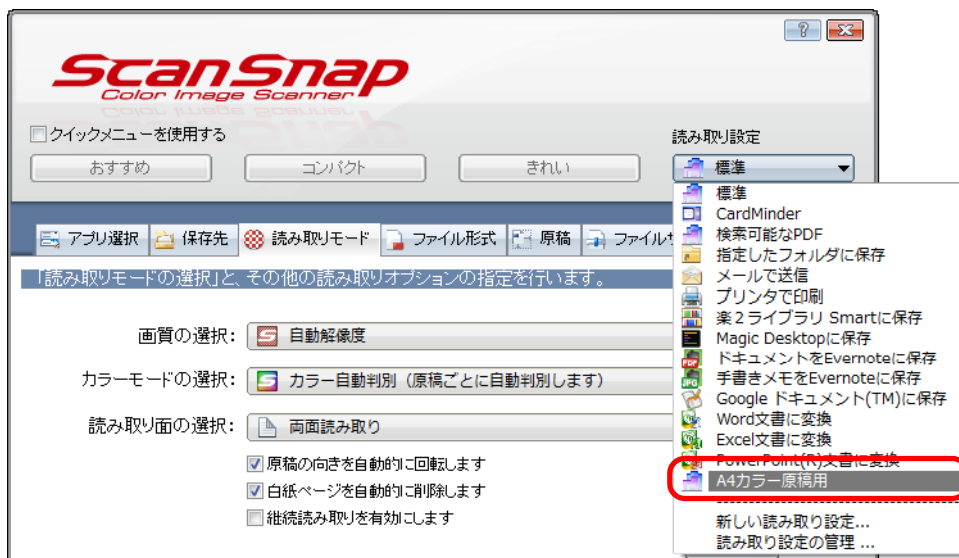 ScanSnap
Color Image Scanner
クイックメニューを使用する
読み取り設定
おすすめ
コンパクト
きれい
標準
標準
CardMinder
検索可能なPDF
指定したフォルダに保存
メールで送信
プリンタで印刷
楽2ライブラリ Smartに保存
Magic Desktopに保存
ドキュメントをEvernoteに保存
手書きメモをEvernoteに保存
Google ドキュメント(TM)に保存
Word文書に変換
Excel文書に変換
PowerPoint(R)文書に変換
A4カラー原稿用
新しい読み取り設定...
読み取り設定の管理 ...
アプリ選択
保存先
読み取りモード
ファイル形式
原稿
ファイル
「読み取りモードの選択」と、その他の読み取りオプションの指定を行います。
画質の選択:
自動解像度
カラーモードの選択:
カラー自動判別（原稿ごとに自動判別します）
読み取り面の選択:
両面読み取り
原稿の向きを自動的に回転します
白紙ページを自動的に削除します
継続読み取りを有効にします